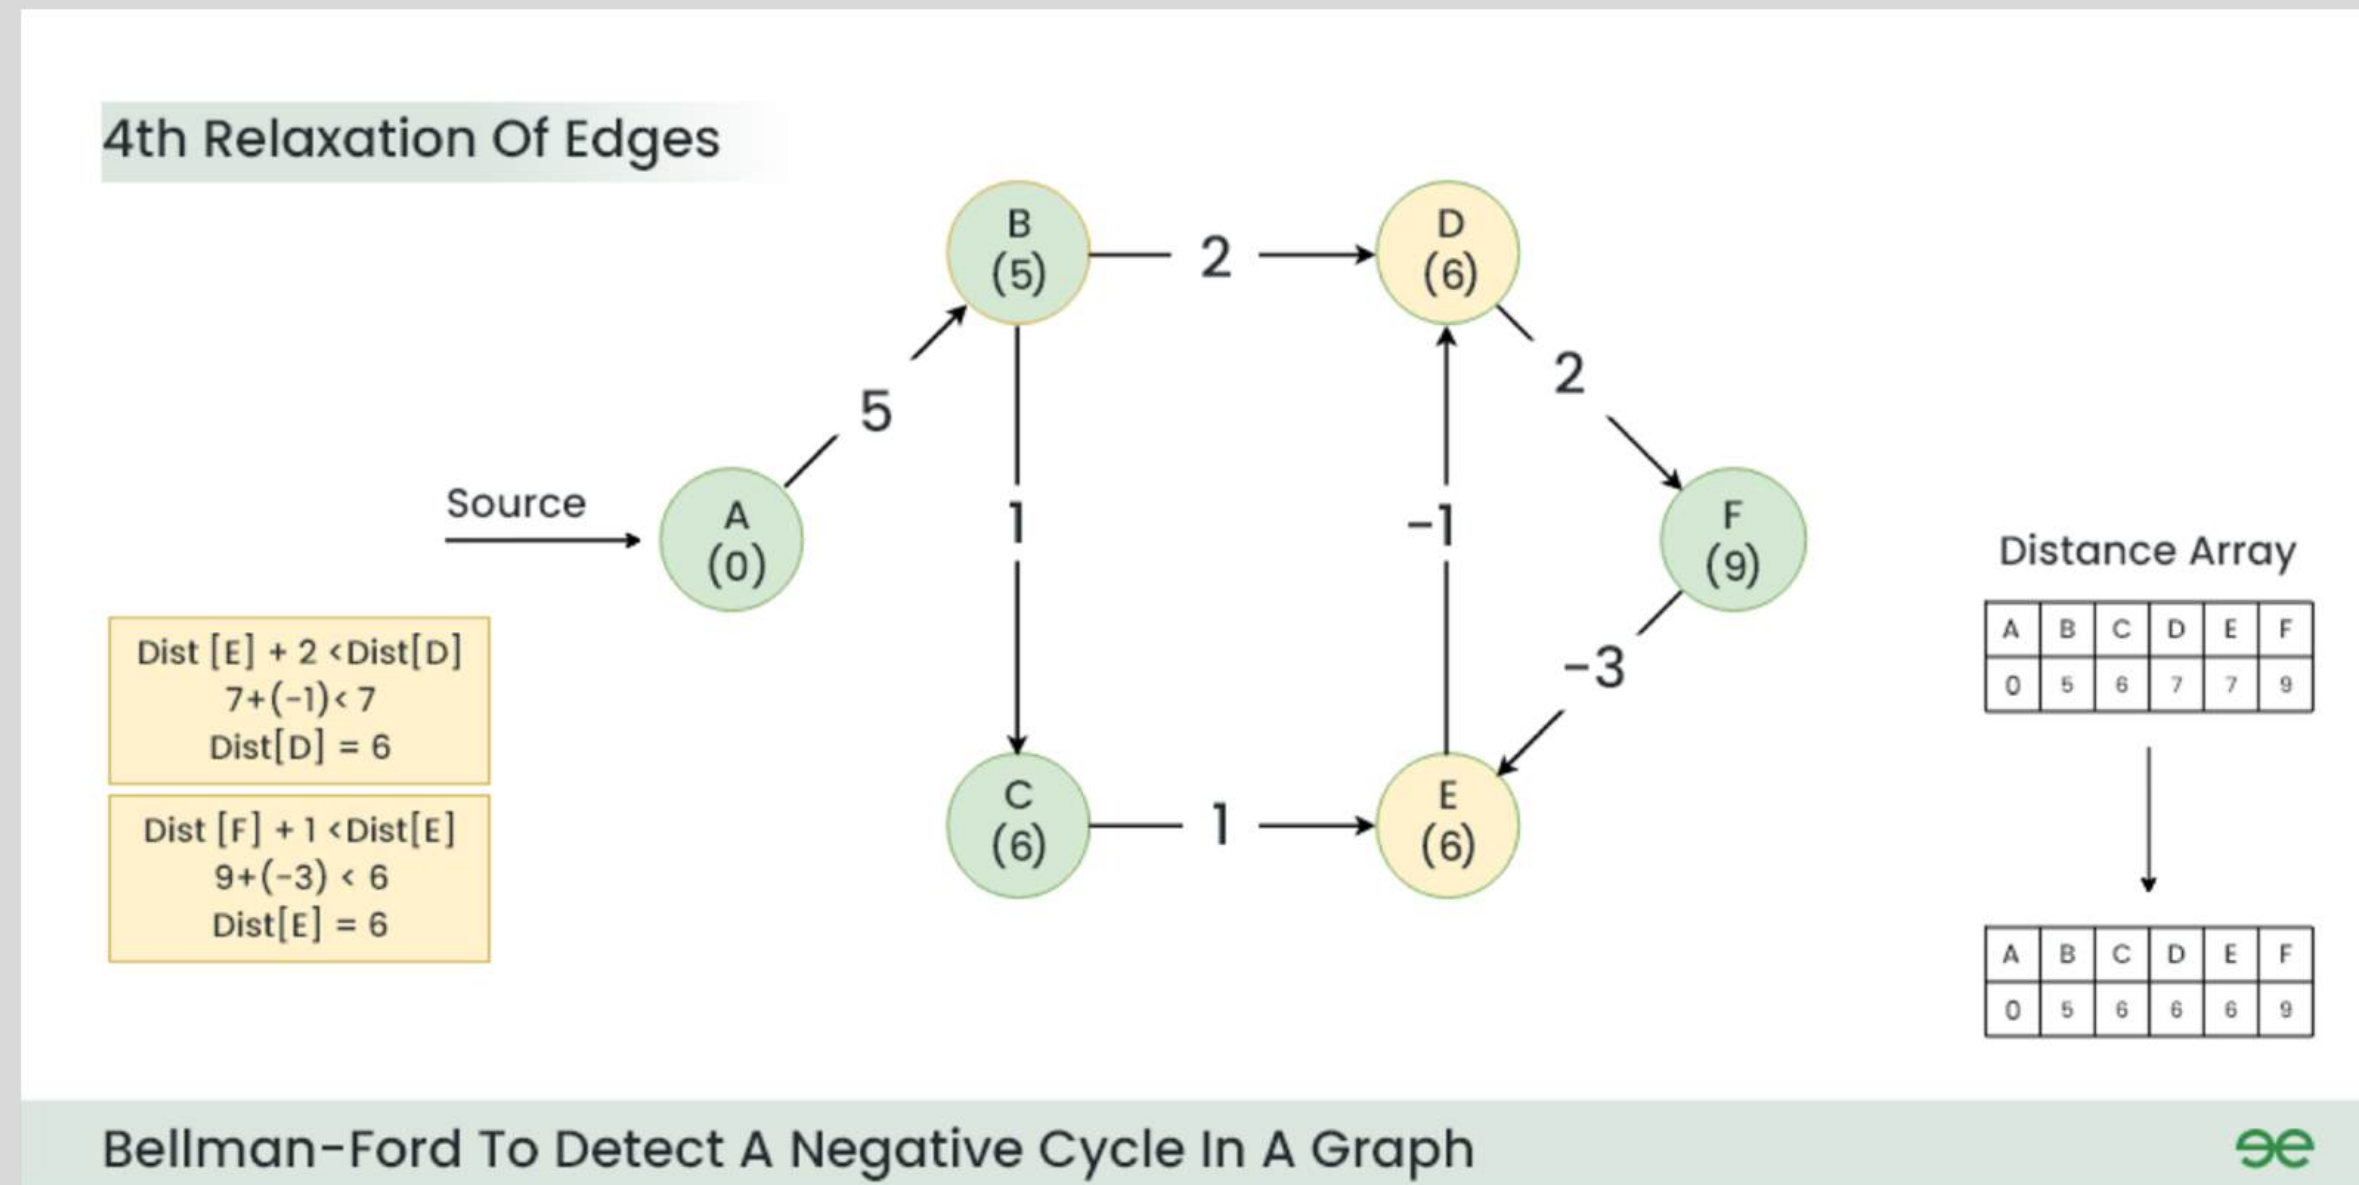 4th Relaxation Of Edges
B
(5)
2
D
(6)
5
2
Source
A
(0)
1
-1
F
(9)
-3
C
(6)
1
E
(6)
Dist [E] + 2 <Dist[D]
7+(-1)< 7
Dist[D] = 6
Dist [F] + 1 <Dist[E]
9+(-3) < 6
Dist[E] = 6
Distance Array
A B C D E F
0 5 6 7 7 9
A B C D E F
0 5 6 6 6 9
Bellman-Ford To Detect A Negative Cycle In A Graph